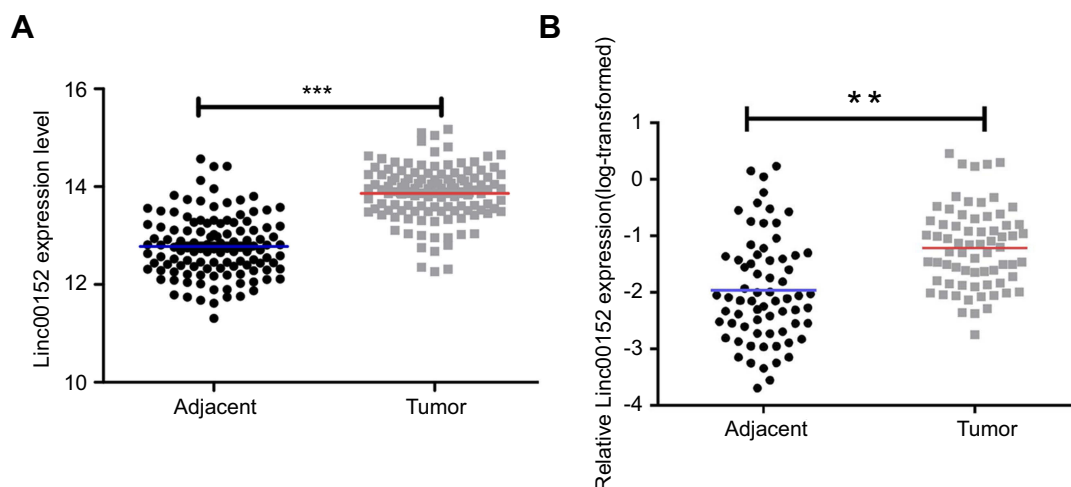 A
B
Linc00152 expression level
16
14
12
10
***
Adjacent
Tumor
Relative Linc00152 expression(log-transformed)
1
0
-1
-2
-3
-4
**
Adjacent
Tumor